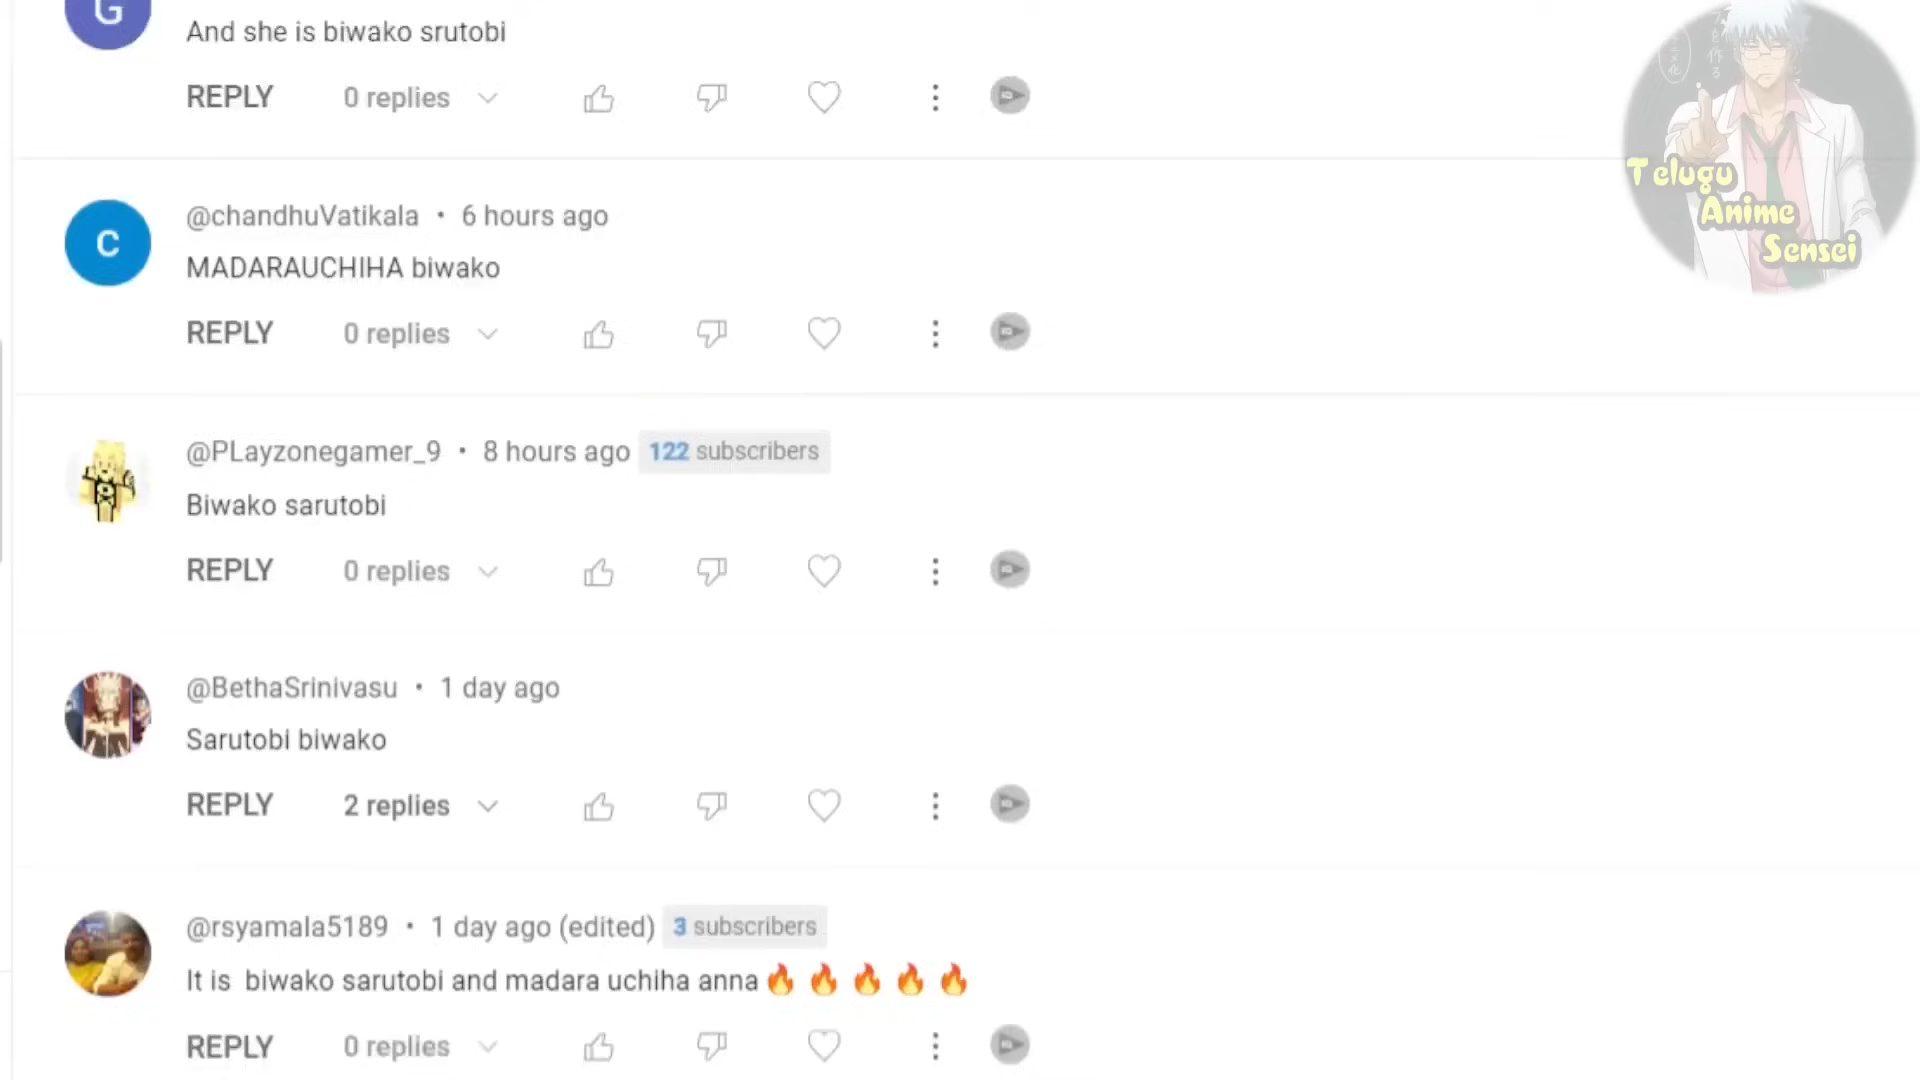 G
And she is biwako srutobi
REPLY 0 replies
@chandhuVatikala • 6 hours ago
C
MADARAUCHIHA biwako
REPLY 0 replies
@PLayzonegamer_9 • 8 hours ago 122 subscribers
Biwako sarutobi
REPLY 0 replies
@BethaSrinivasu • 1 day ago
Sarutobi biwako
REPLY 2 replies
@rsyamala5189 • 1 day ago (edited) 3 subscribers
It is biwako sarutobi and madara uchiha anna🔥 🔥 🔥 🔥 🔥
REPLY 0 replies
Telugu
Anime
Sensei